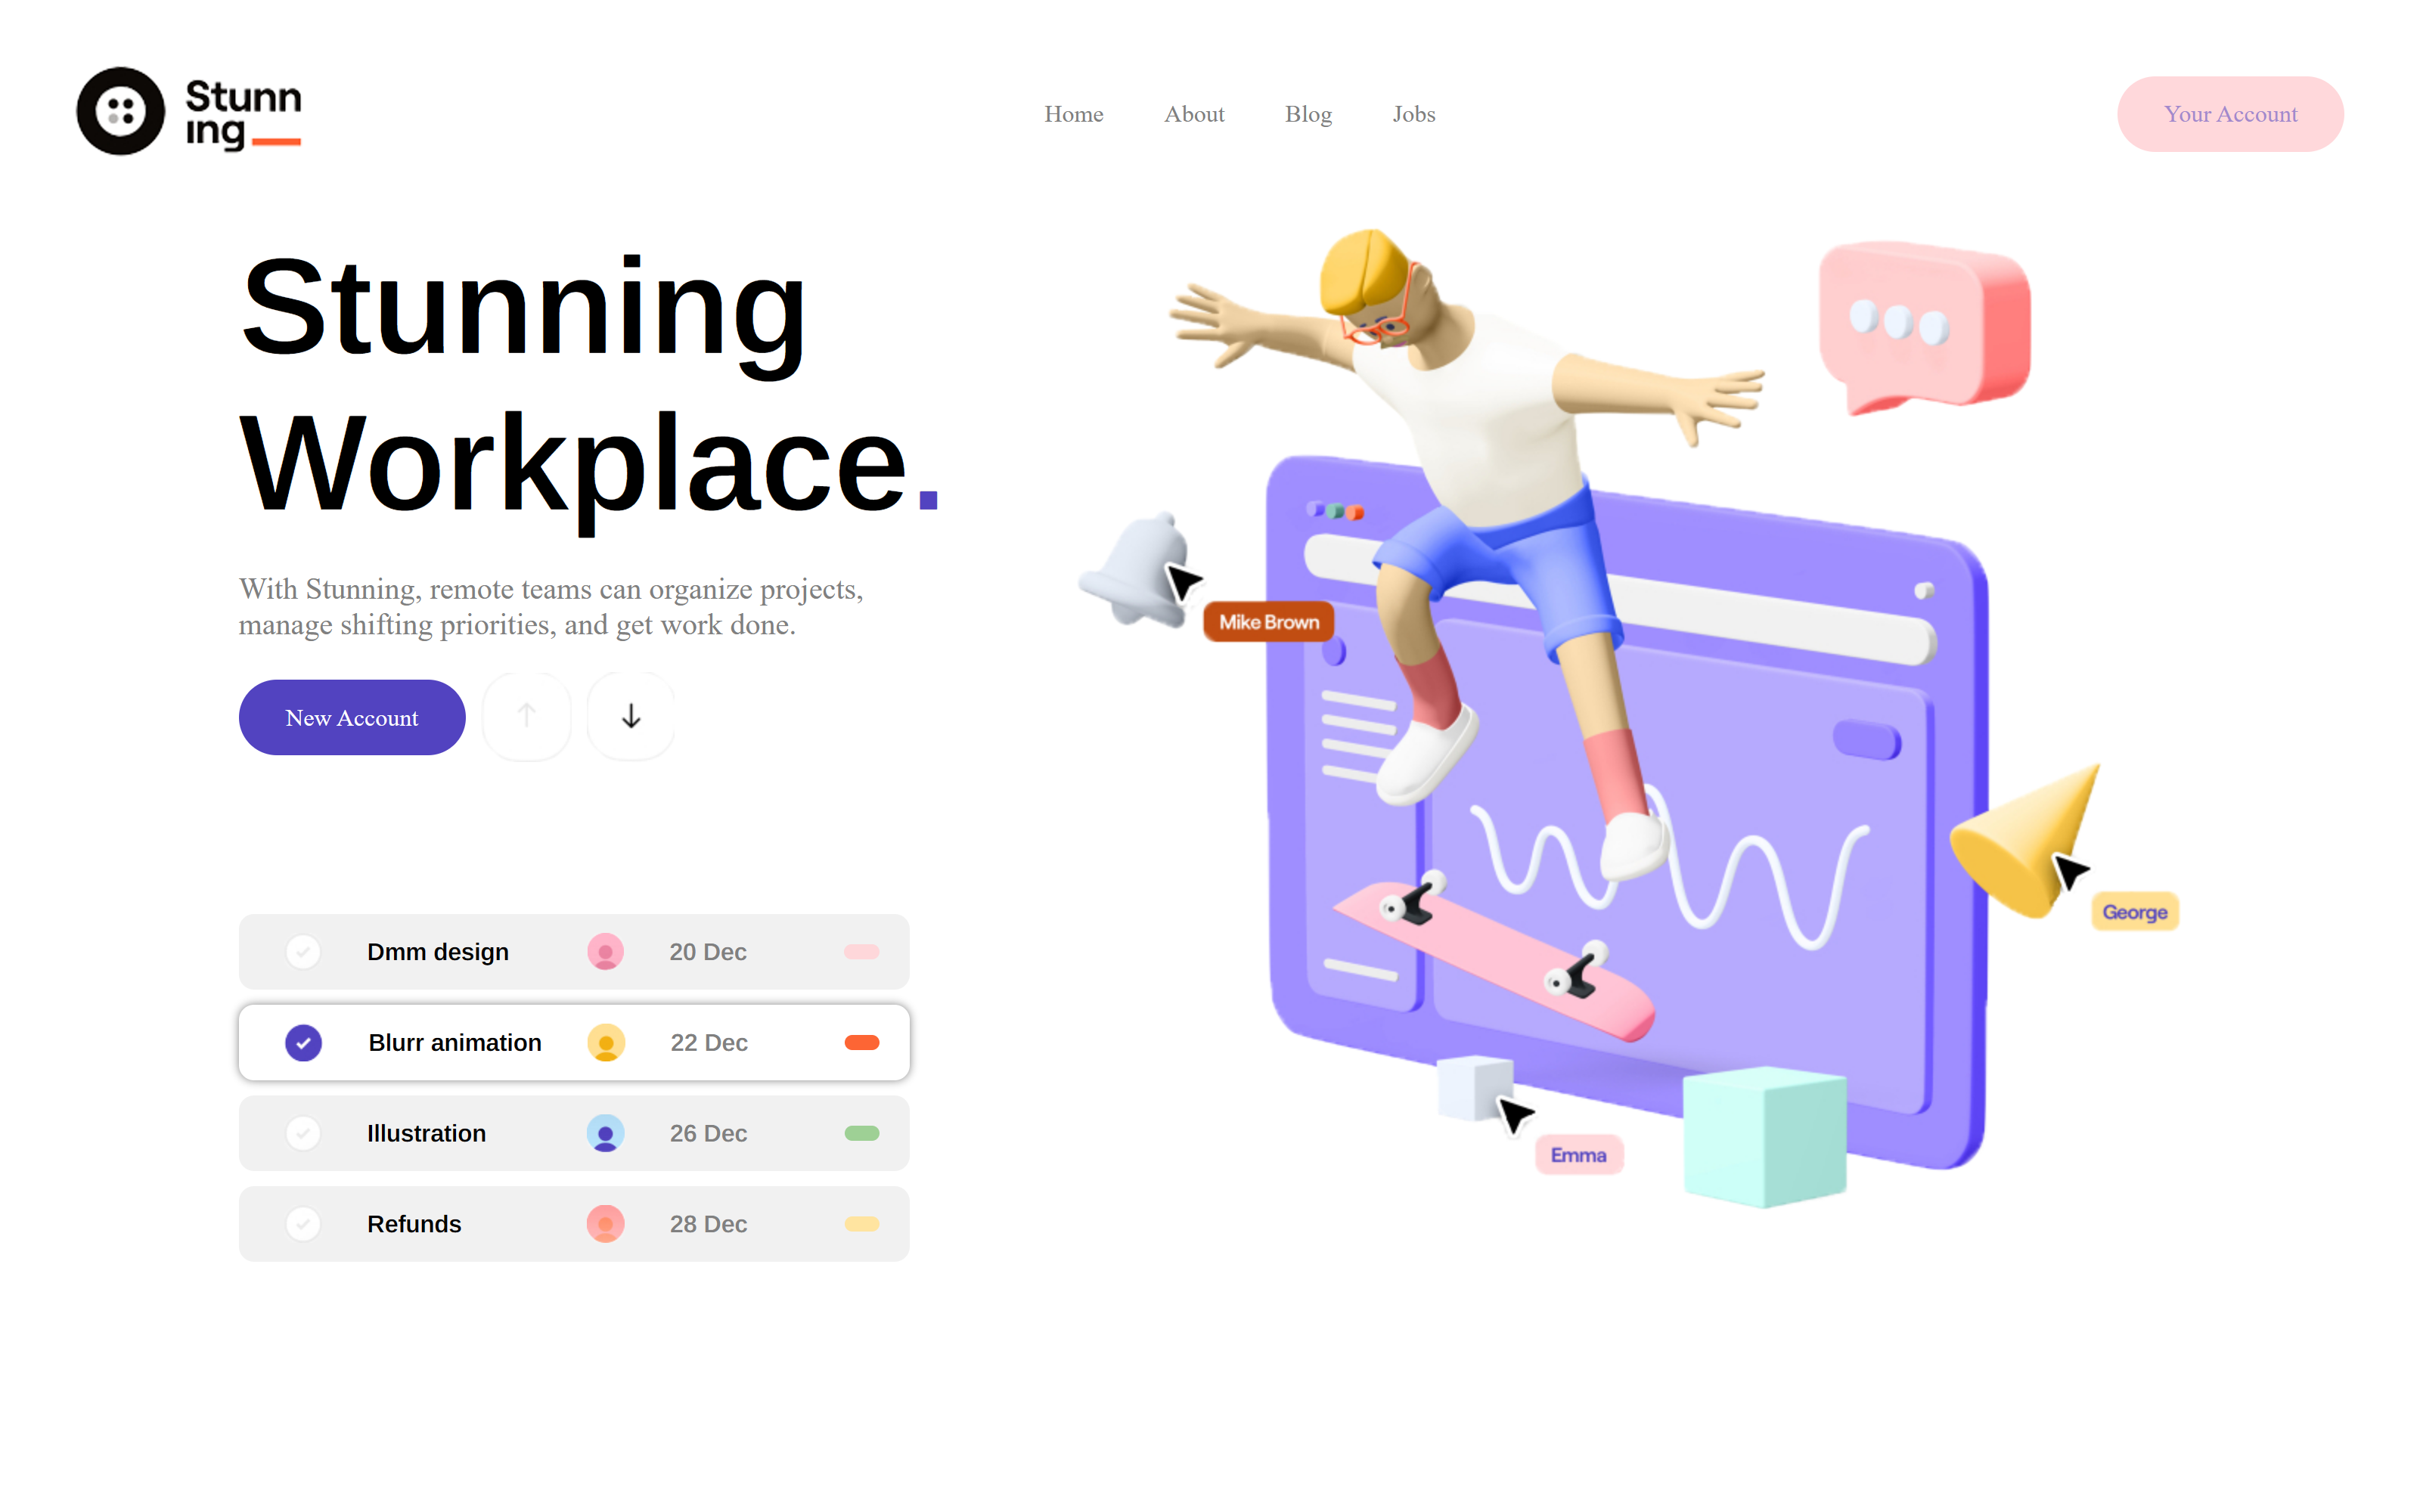 Stunn
ing
Home About Blog Jobs
Your Account
Stunning
Workplace.
With Stunning, remote teams can organize projects,
manage shifting priorities, and get work done.
New Account
Mike Brown
George
Emma
Dmm design 20 Dec
Blurr animation 22 Dec
Illustration 26 Dec
Refunds 28 Dec